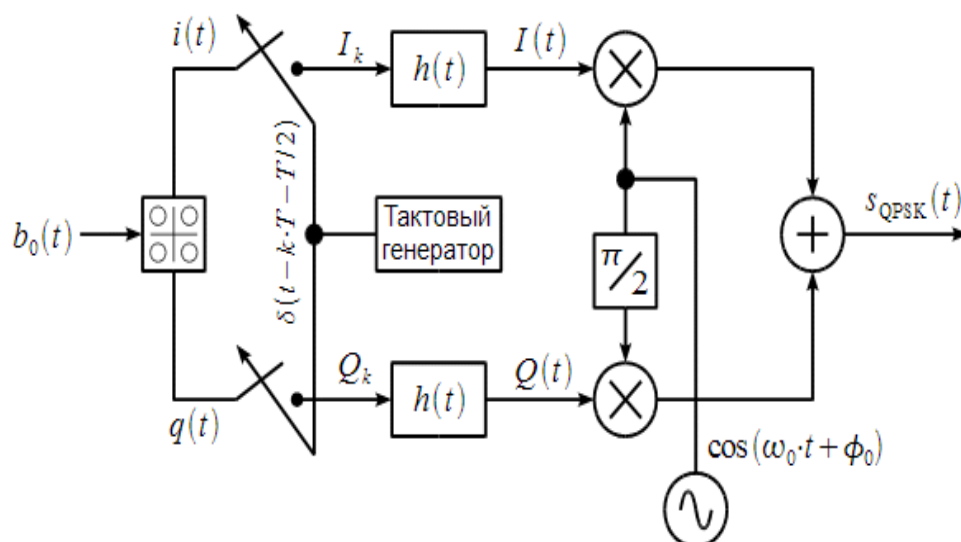 i(t)
I_k
h(t)
I(t)
b_0(t)
δ(t−k·T−T/2)
Тактовый
генератор
π/2
s_QPSK(t)
q(t)
Q_k
h(t)
Q(t)
cos(ω_0·t+ϕ_0)